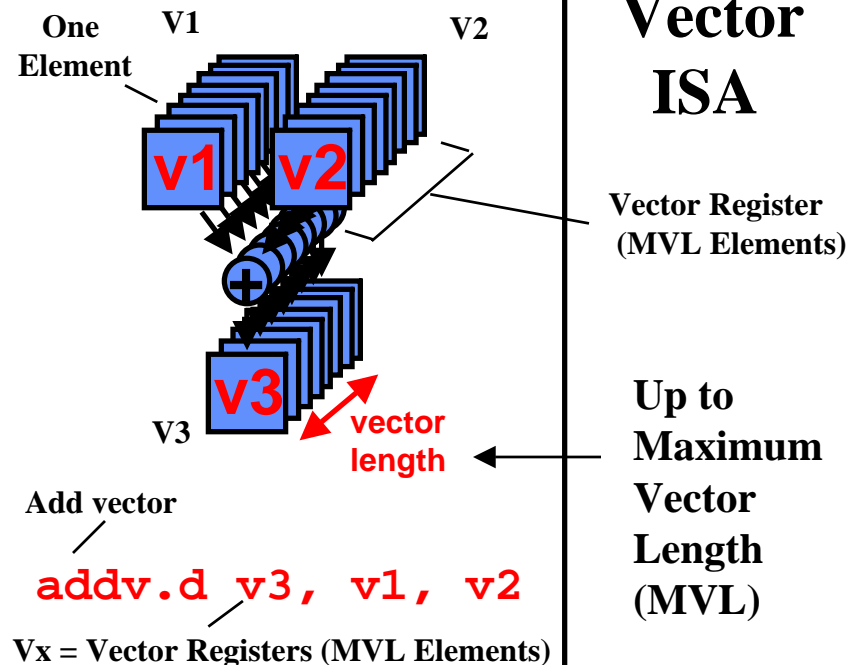 One
Element
V1
V2
v1
v2
+
v3
V3
vector
length
Add vector
addv.d v3, v1, v2
Vx = Vector Registers (MVL Elements)
Vector
ISA
Vector Register
(MVL Elements)
Up to
Maximum
Vector
Length
(MVL)